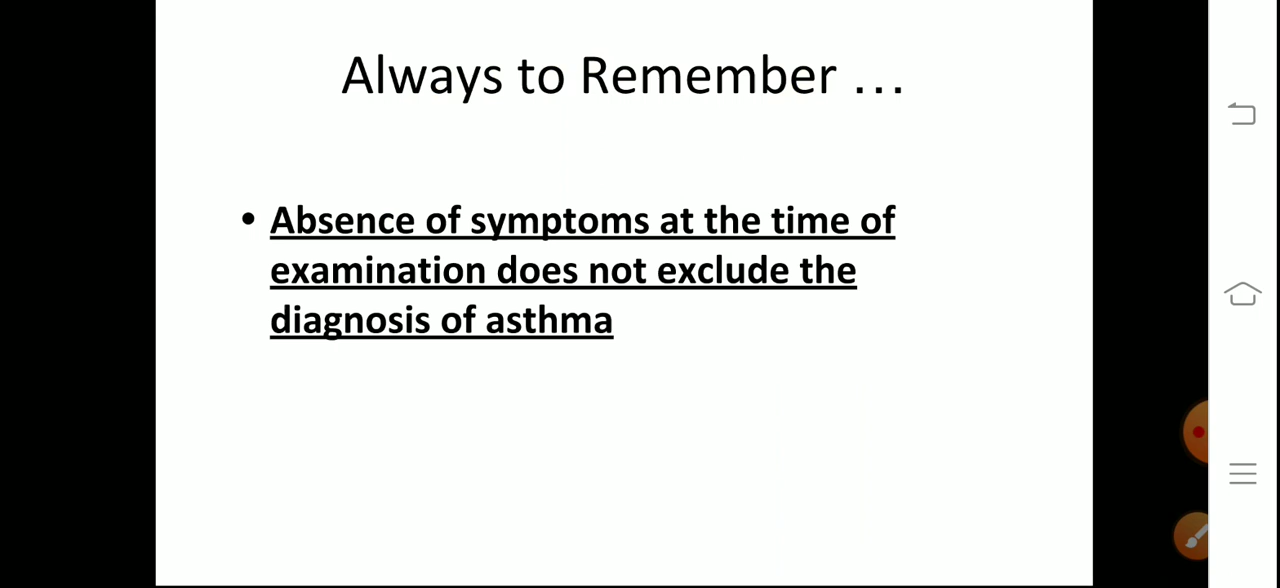 Always to Remember ...
• Absence of symptoms at the time of
examination does not exclude the
diagnosis of asthma